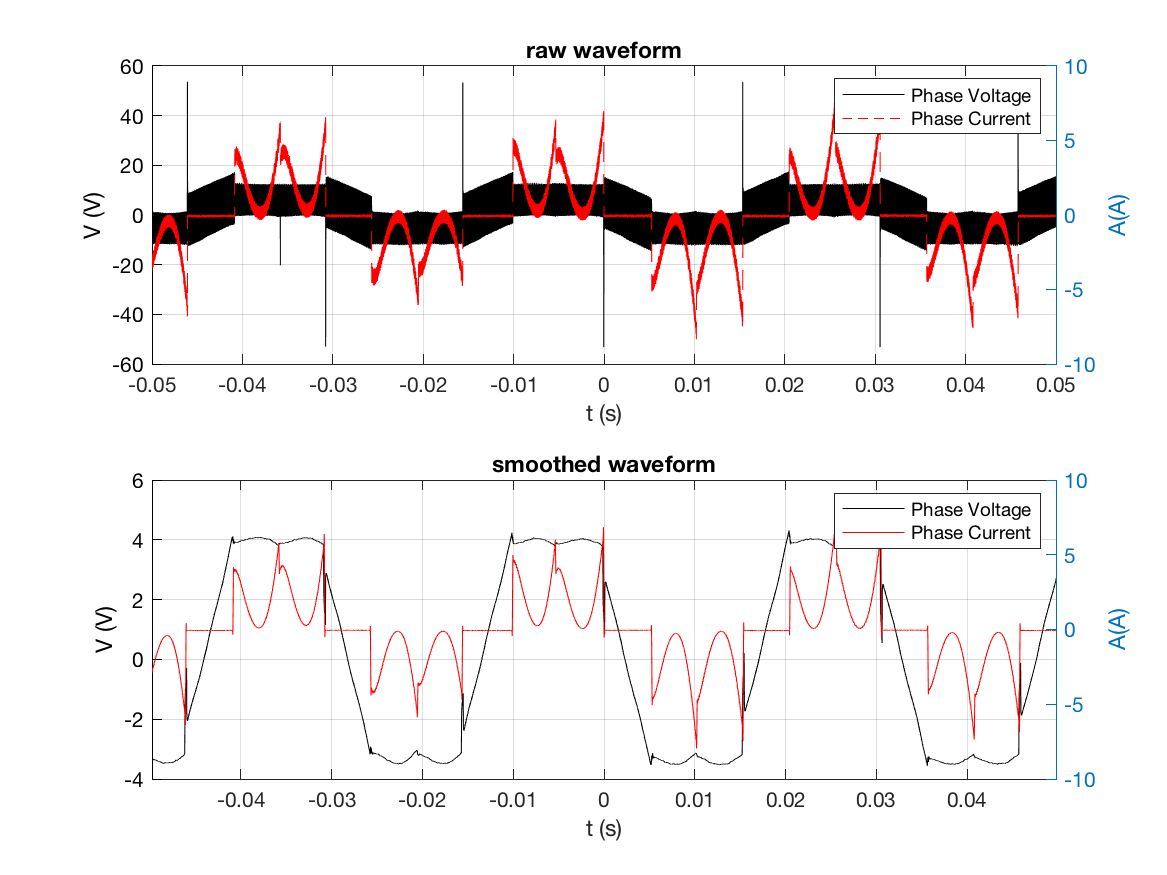 raw waveform
60
40
20
0
-20
-40
-60
V (V)
10
5
0
-5
-10
A(A)
Phase Voltage
Phase Current
-0.05 -0.04 -0.03 -0.02 -0.01 0 0.01 0.02 0.03 0.04 0.05
t (s)
smoothed waveform
6
4
2
0
-2
-4
V (V)
10
5
0
-5
-10
A(A)
Phase Voltage
Phase Current
-0.04 -0.03 -0.02 -0.01 0 0.01 0.02 0.03 0.04
t (s)